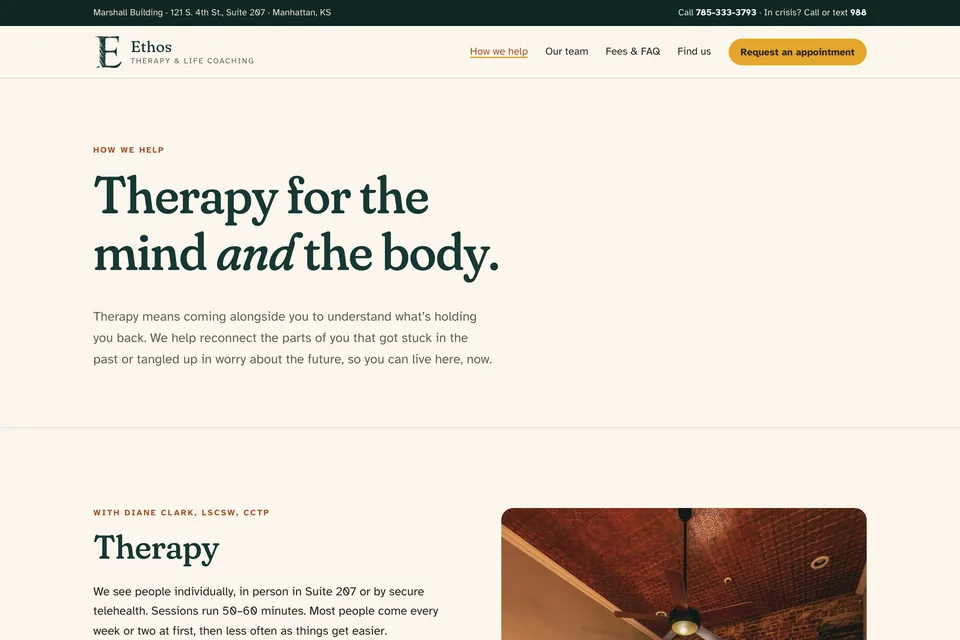 Marshall Building · 121 S. 4th St., Suite 207 · Manhattan, KS
Call 785-333-3793 · In crisis? Call or text 988
E
Ethos
THERAPY & LIFE COACHING
How we help
Our team
Fees & FAQ
Find us
Request an appointment
HOW WE HELP
Therapy for the
mind and the body.
Therapy means coming alongside you to understand what’s holding
you back. We help reconnect the parts of you that got stuck in the
past or tangled up in worry about the future, so you can live here, now.
WITH DIANE CLARK, LSCSW, CCTP
Therapy
We see people individually, in person in Suite 207 or by secure
telehealth. Sessions run 50–60 minutes. Most people come every
week or two at first, then less often as things get easier.